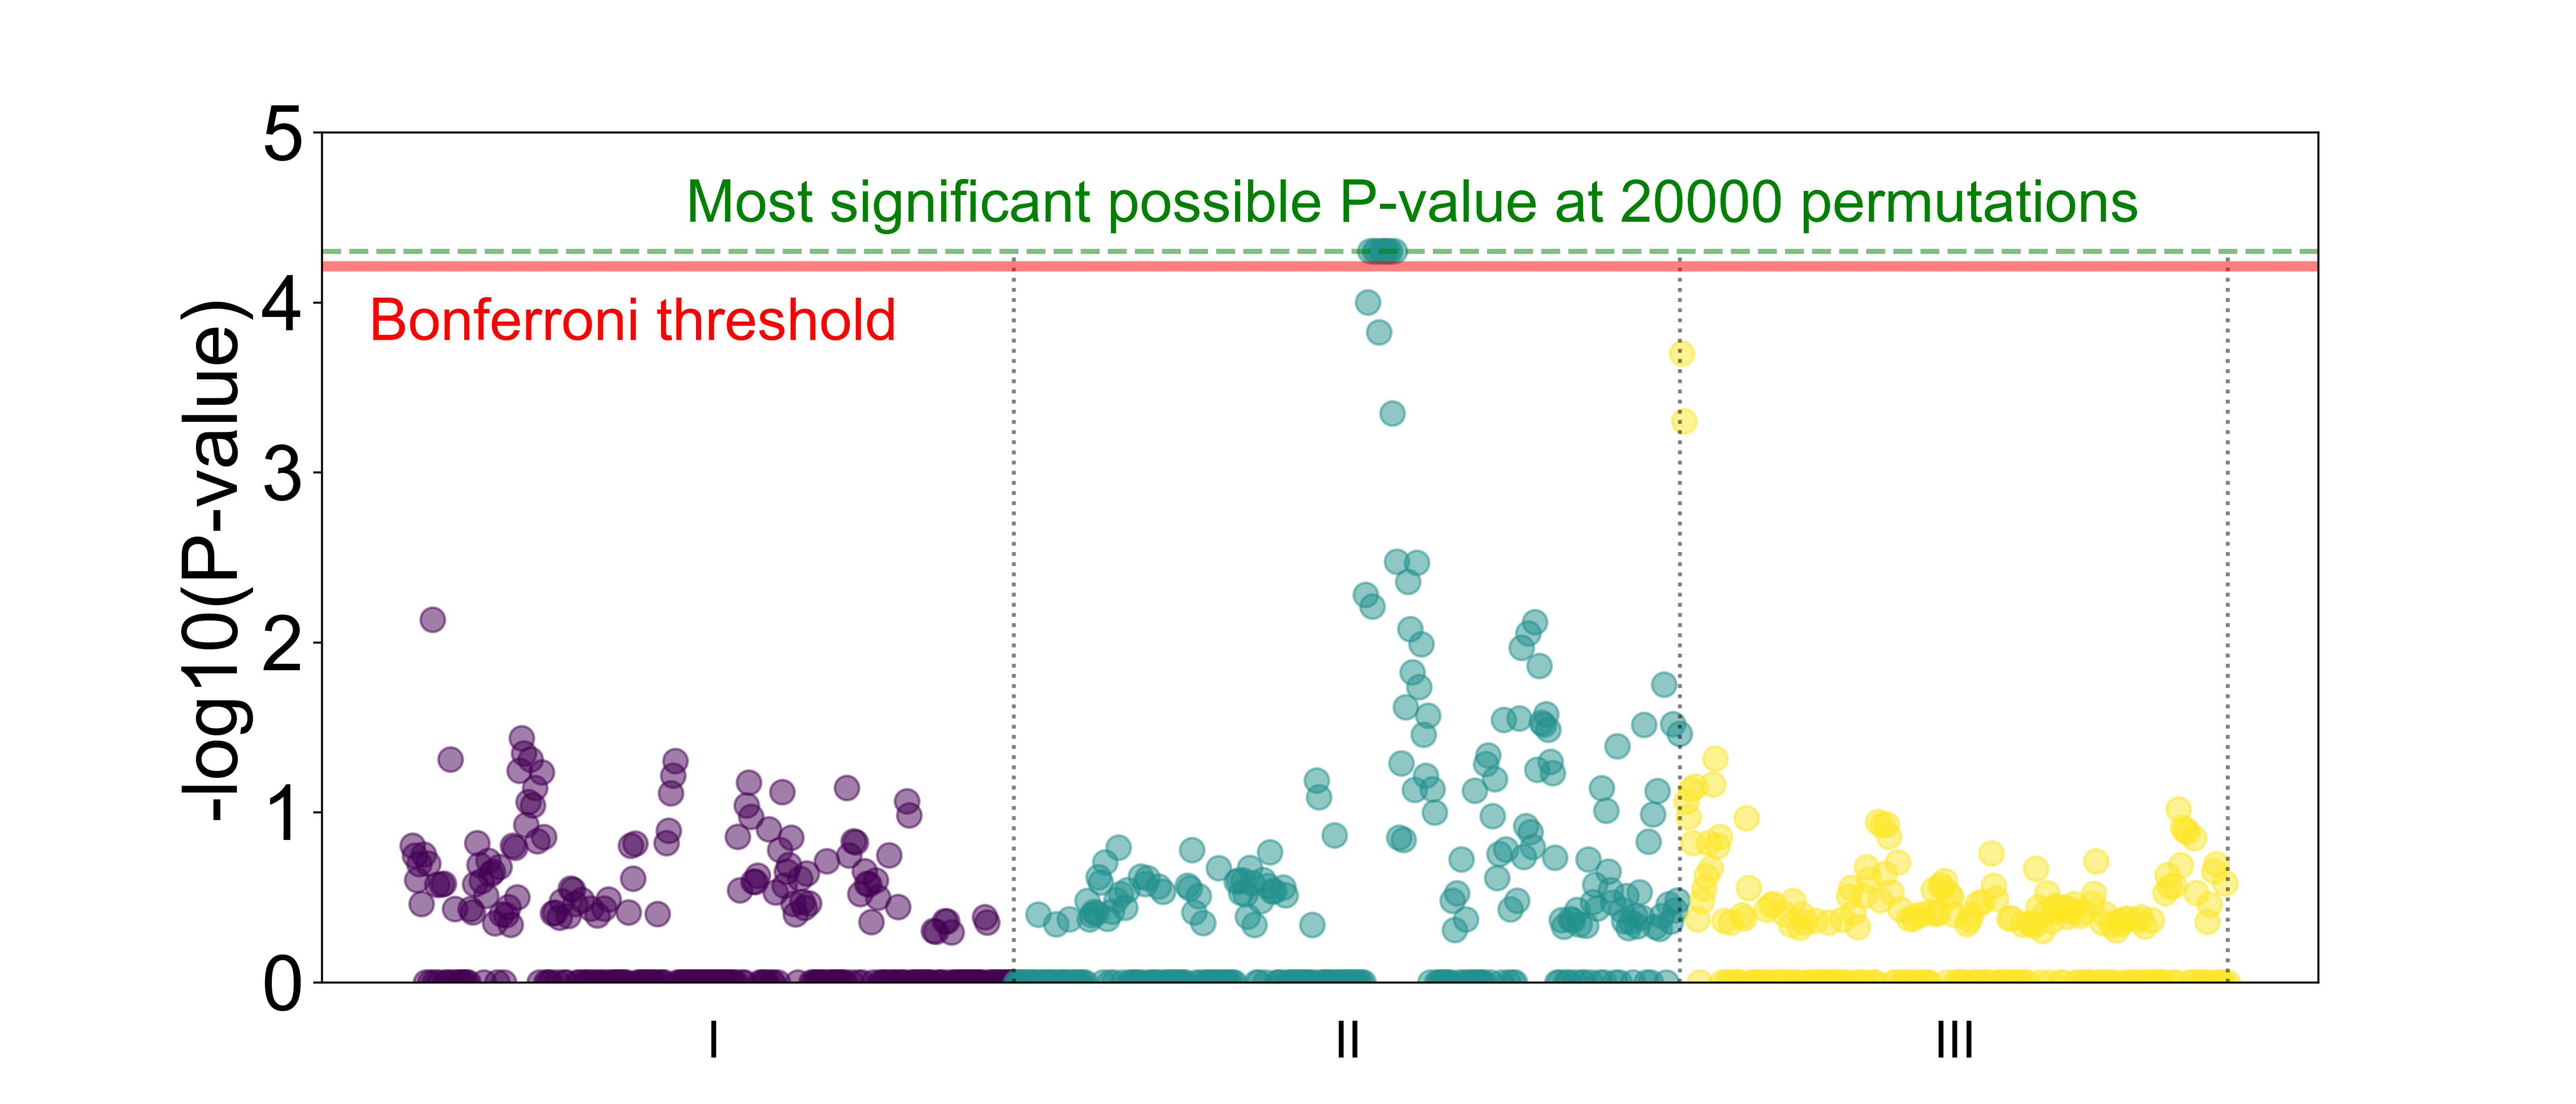 5
Most significant possible P-value at 20000 permutations
4
Bonferroni threshold
3
2
1
0
-log10(P-value)
I
II
III